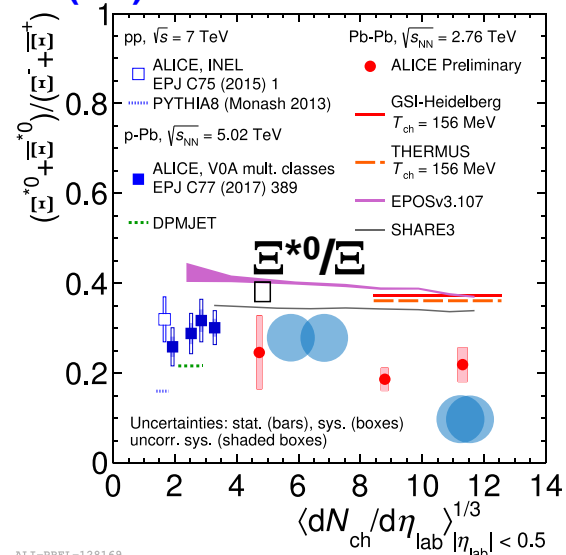 pp, √s = 7 TeV
ALICE, INEL
EPJ C75 (2015) 1
PYTHIA8 (Monash 2013)
p-Pb, √sNN = 5.02 TeV
ALICE, V0A mult. classes
EPJ C77 (2017) 389
DPMJET
Pb-Pb, √sNN = 2.76 TeV
ALICE Preliminary
GSI-Heidelberg
Tch = 156 MeV
THERMUS
Tch = 156 MeV
EPOSv3.107
SHARE3
Ξ*0/Ξ
Uncertainties: stat. (bars), sys. (boxes)
uncorr. sys. (shaded boxes)
(Ξ*0+Ξ̅*0)/(Ξ-+Ξ̅+)
1
0.8
0.6
0.4
0.2
0
0 2 4 6 8 10 12 14
⟨dNch/dηlab⟩1/3 |ηlab| < 0.5